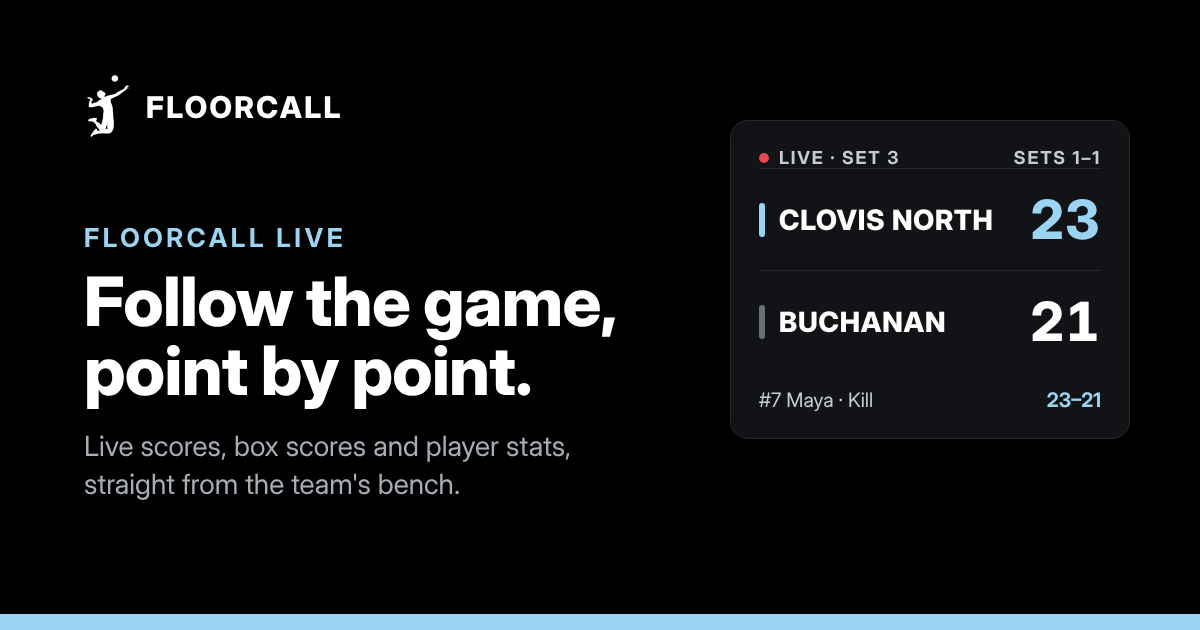 FLOORCALL
FLOORCALL LIVE
Follow the game,
point by point.
Live scores, box scores and player stats,
straight from the team's bench.
LIVE · SET 3 SETS 1–1
CLOVIS NORTH 23
BUCHANAN 21
#7 Maya · Kill 23–21